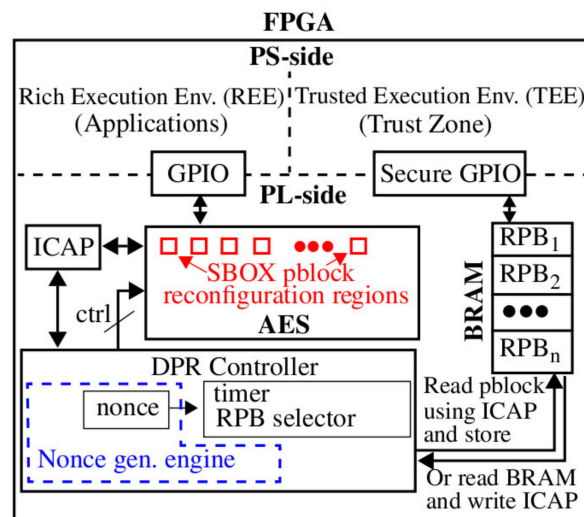 FPGA
PS-side
Rich Execution Env. (REE)
(Applications)
Trusted Execution Env. (TEE)
(Trust Zone)
GPIO
Secure GPIO
PL-side
ICAP
SBOX pblock
reconfiguration regions
AES
ctrl
BRAM
RPB1
RPB2
RPBn
DPR Controller
nonce
timer
RPB selector
Nonce gen. engine
Read pblock
using ICAP
and store
Or read BRAM
and write ICAP